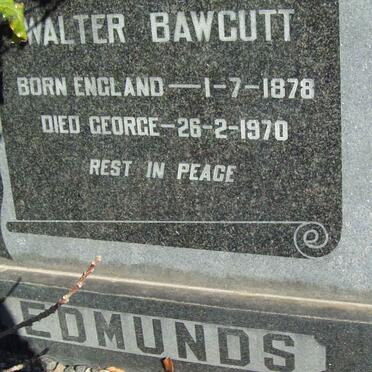 WALTER BAWCUTT
BORN ENGLAND — 1-7-1878
DIED GEORGE - 26-2-1970
REST IN PEACE
EDMUNDS